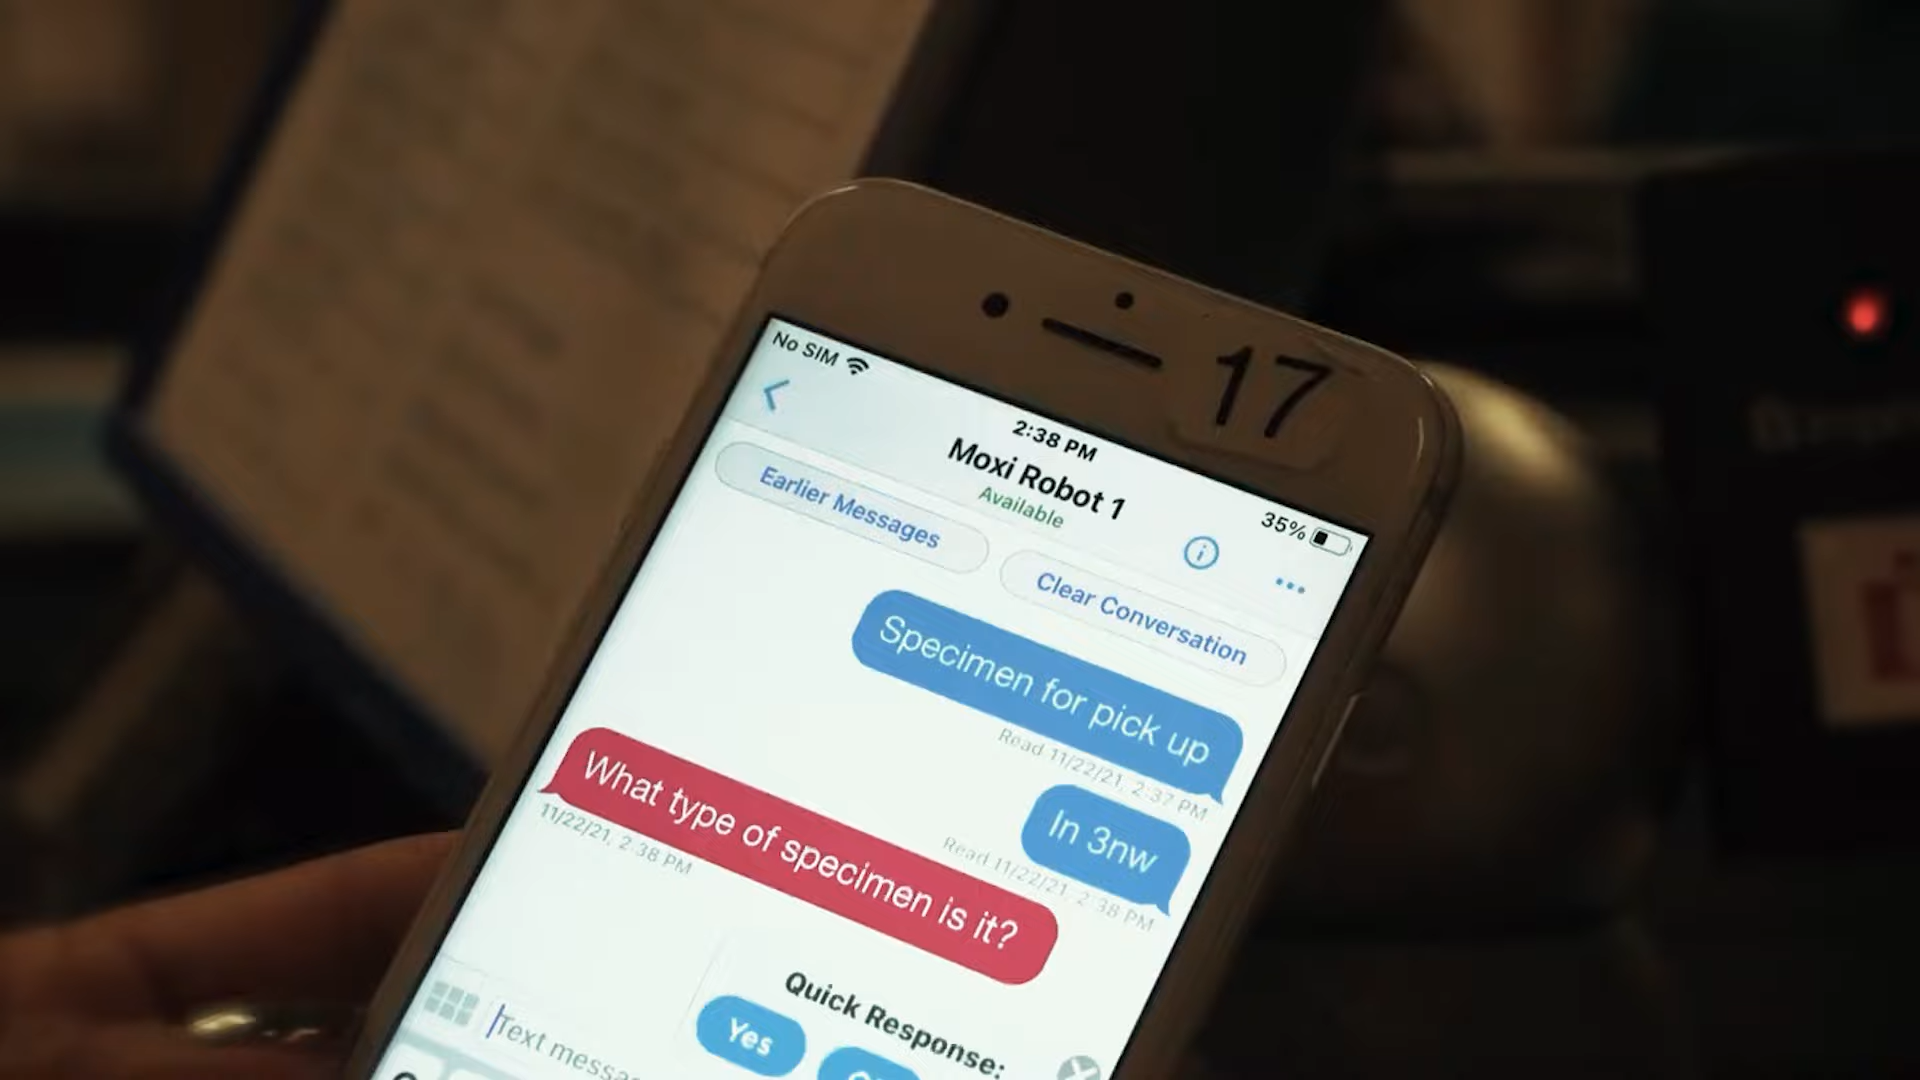 17
No SIM
2:38 PM
35%
Moxi Robot 1
Available
Earlier Messages
Clear Conversation
Specimen for pick up
Read 11/22/21, 2:37 PM
In 3nw
Read 11/22/21, 2:38 PM
What type of specimen is it?
11/22/21, 2:38 PM
Quick Response:
Yes
Text